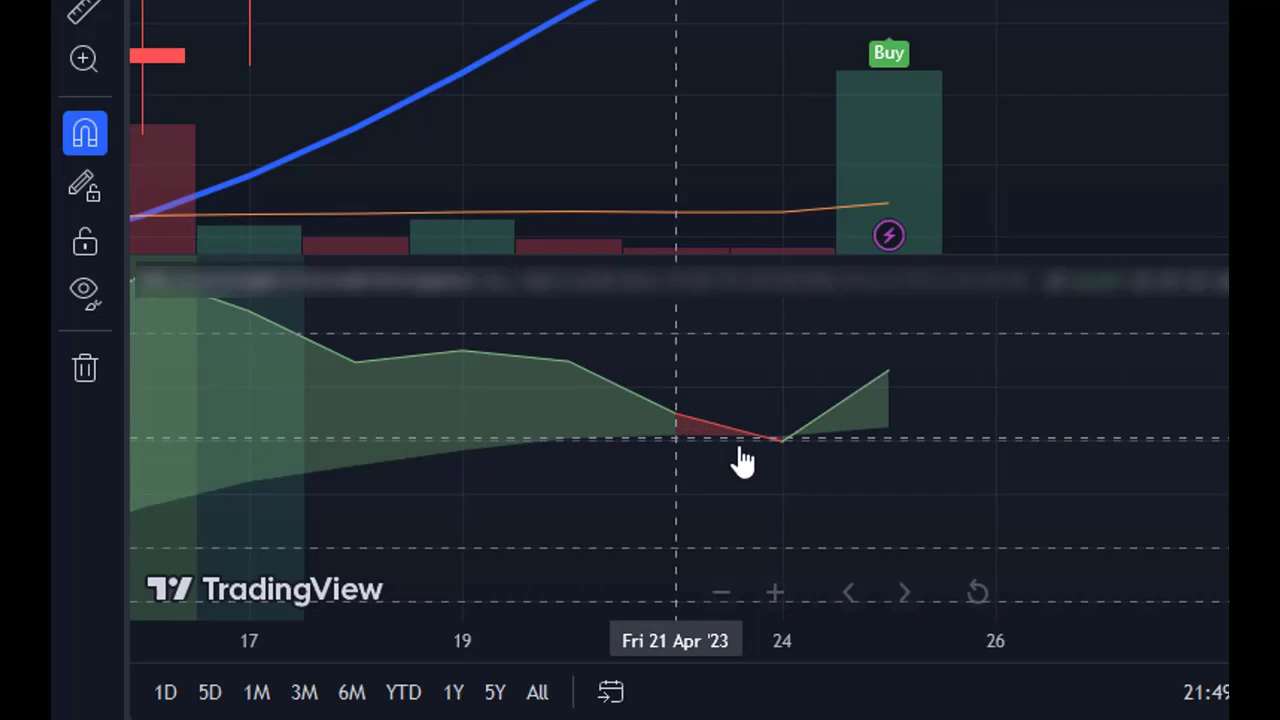 Buy
TradingView
17 19 Fri 21 Apr '23 24 26
1D 5D 1M 3M 6M YTD 1Y 5Y All 21:49